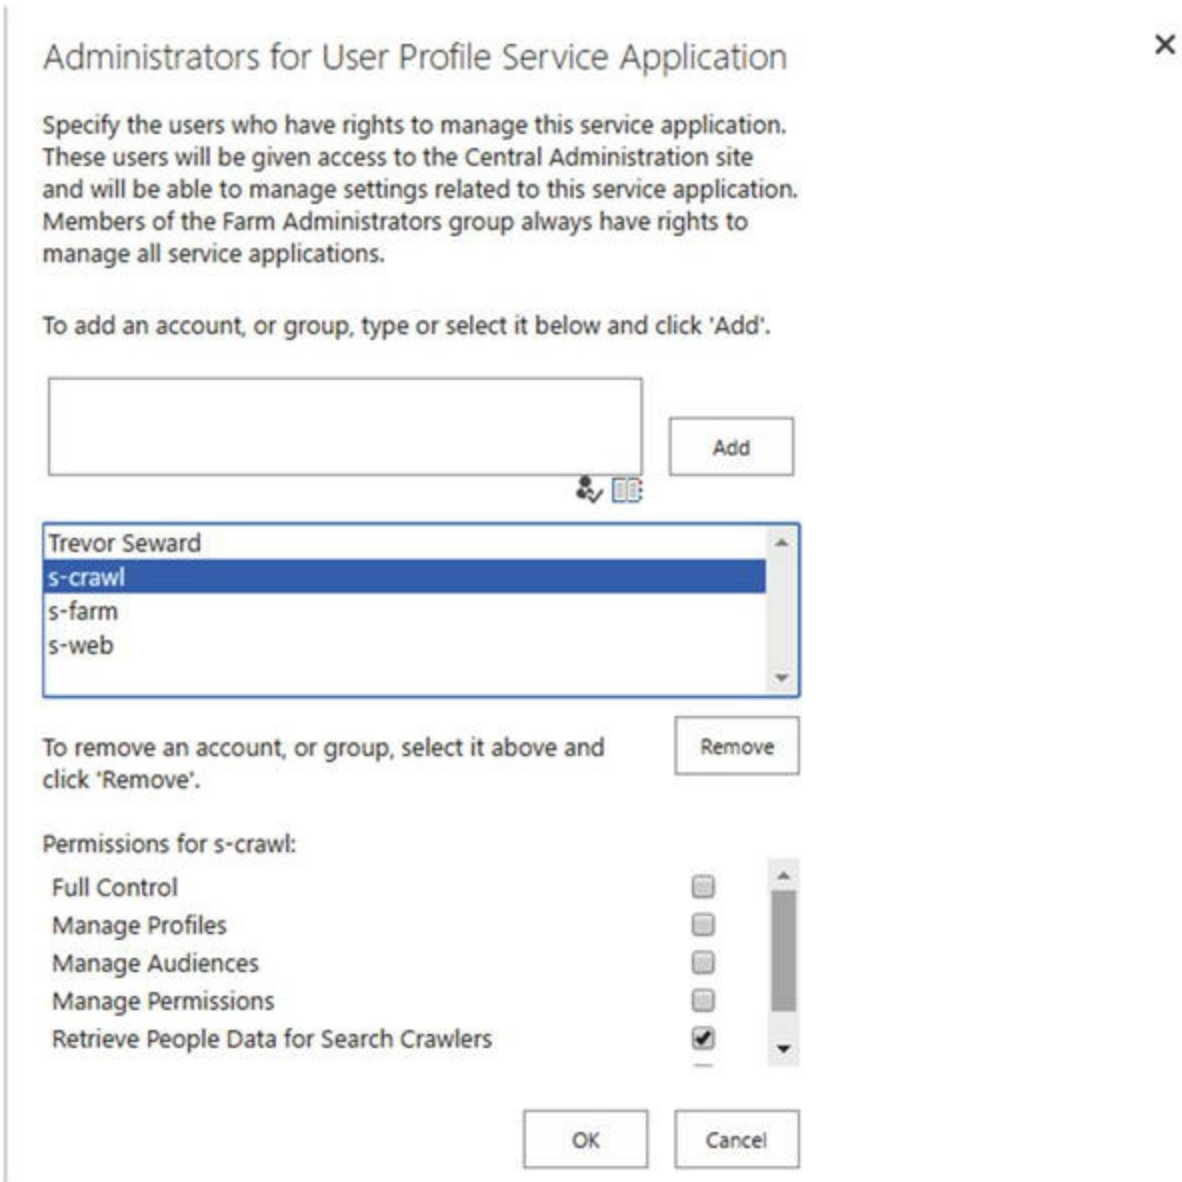 Administrators for User Profile Service Application
Specify the users who have rights to manage this service application.
These users will be given access to the Central Administration site
and will be able to manage settings related to this service application.
Members of the Farm Administrators group always have rights to
manage all service applications.
To add an account, or group, type or select it below and click 'Add'.
Add
Trevor Seward
s-crawl
s-farm
s-web
To remove an account, or group, select it above and
click 'Remove'.
Remove
Permissions for s-crawl:
Full Control
Manage Profiles
Manage Audiences
Manage Permissions
Retrieve People Data for Search Crawlers
OK
Cancel